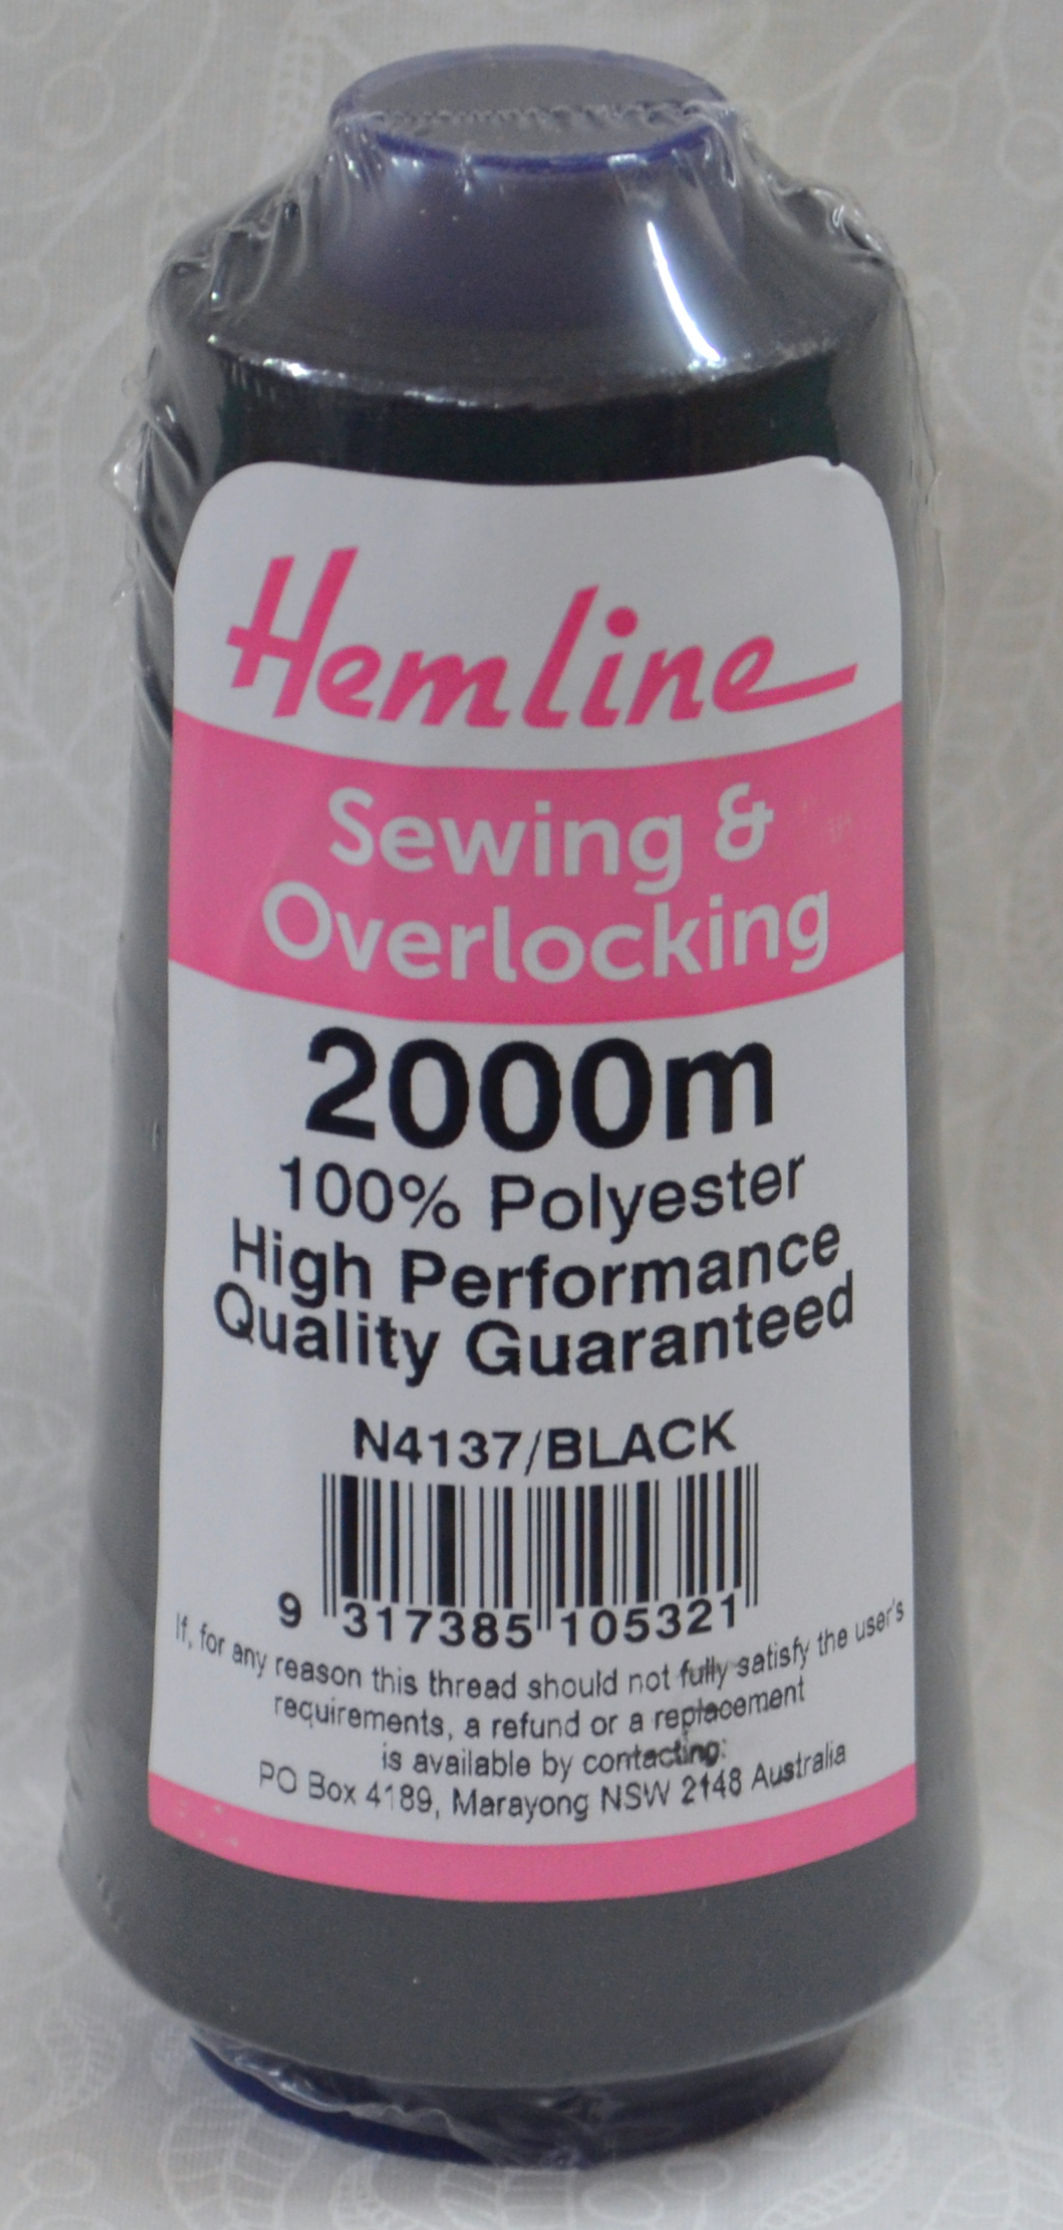 Hemline
Sewing &
Overlocking
2000m
100% Polyester
High Performance
Quality Guaranteed
N4137/BLACK
9 317385 105321
If, for any reason this thread should not fully satisfy the user's
requirements, a refund or a replacement
is available by contacting:
PO Box 4189, Marayong NSW 2148 Australia